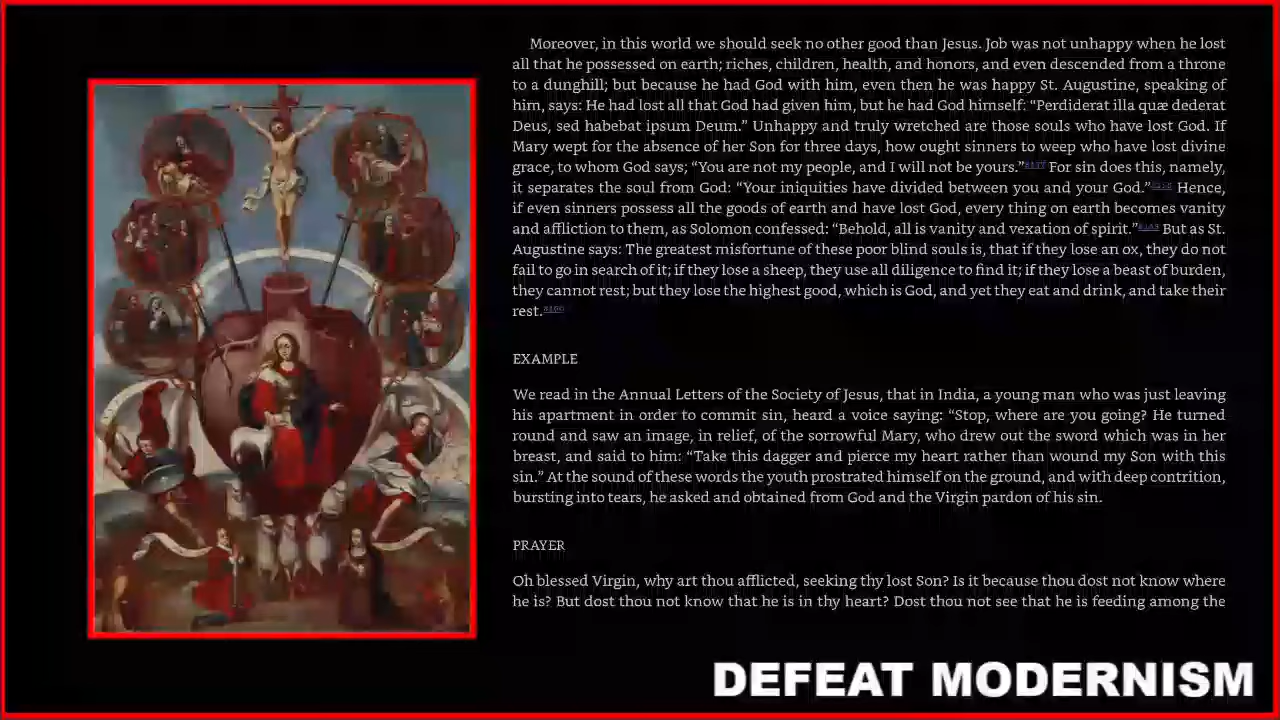 Moreover, in this world we should seek no other good than Jesus. Job was not unhappy when he lost
all that he possessed on earth; riches, children, health, and honors, and even descended from a throne
to a dunghill; but because he had God with him, even then he was happy St. Augustine, speaking of
him, says: He had lost all that God had given him, but he had God himself: “Perdiderat illa quæ dederat
Deus, sed habebat ipsum Deum.” Unhappy and truly wretched are those souls who have lost God. If
Mary wept for the absence of her Son for three days, how ought sinners to weep who have lost divine
grace, to whom God says; “You are not my people, and I will not be yours.” For sin does this, namely,
it separates the soul from God: “Your iniquities have divided between you and your God.” Hence,
if even sinners possess all the goods of earth and have lost God, every thing on earth becomes vanity
and affliction to them, as Solomon confessed: “Behold, all is vanity and vexation of spirit.” But as St.
Augustine says: The greatest misfortune of these poor blind souls is, that if they lose an ox, they do not
fail to go in search of it; if they lose a sheep, they use all diligence to find it; if they lose a beast of burden,
they cannot rest; but they lose the highest good, which is God, and yet they eat and drink, and take their
rest.
EXAMPLE
We read in the Annual Letters of the Society of Jesus, that in India, a young man who was just leaving
his apartment in order to commit sin, heard a voice saying: “Stop, where are you going? He turned
round and saw an image, in relief, of the sorrowful Mary, who drew out the sword which was in her
breast, and said to him: “Take this dagger and pierce my heart rather than wound my Son with this
sin.” At the sound of these words the youth prostrated himself on the ground, and with deep contrition,
bursting into tears, he asked and obtained from God and the Virgin pardon of his sin.
PRAYER
Oh blessed Virgin, why art thou afflicted, seeking thy lost Son? Is it because thou dost not know where
he is? But dost thou not know that he is in thy heart? Dost thou not see that he is feeding among the
DEFEAT MODERNISM